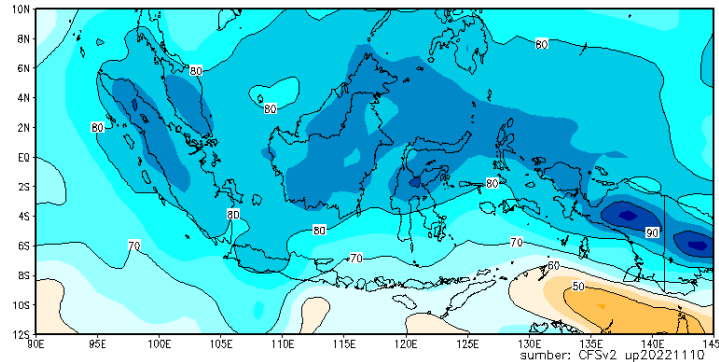 10N
8N
6N
4N
2N
EQ
2S
4S
6S
8S
10S
12S
80
80
80
80
80
80
80
80
90
70
70
70
60
50
90E
95E
100E
105E
110E
115E
120E
125E
130E
135E
140E
145E
sumber: CFSv2 up20221110